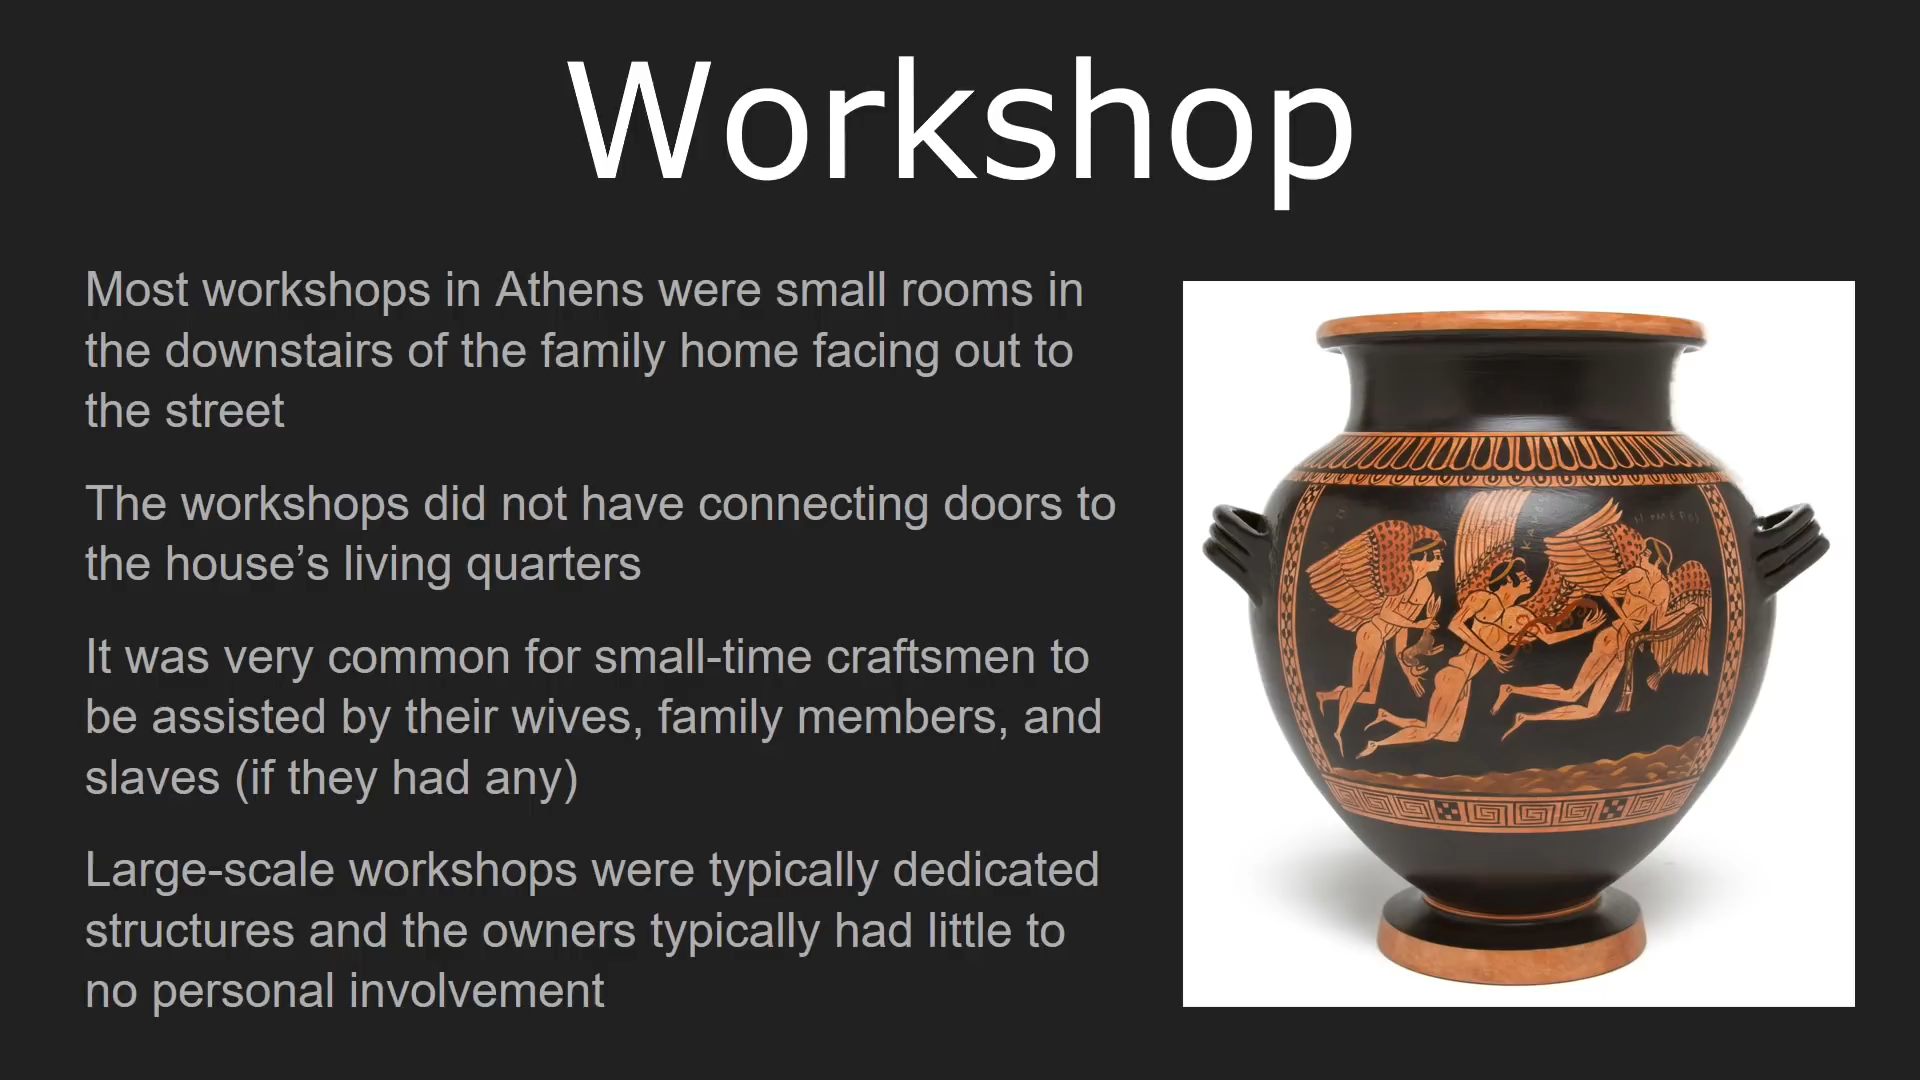 Workshop
Most workshops in Athens were small rooms in
the downstairs of the family home facing out to
the street
The workshops did not have connecting doors to
the house’s living quarters
It was very common for small-time craftsmen to
be assisted by their wives, family members, and
slaves (if they had any)
Large-scale workshops were typically dedicated
structures and the owners typically had little to
no personal involvement